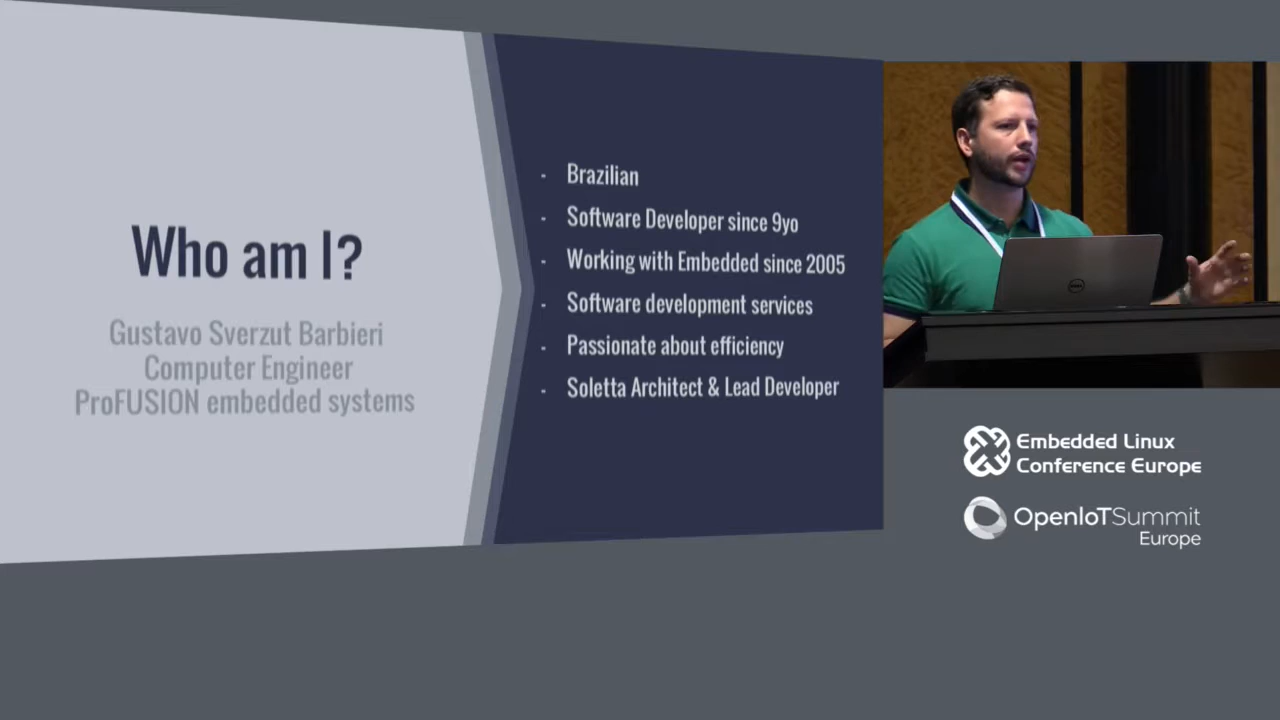 Who am I?
Gustavo Sverzut Barbieri
Computer Engineer
ProFUSION embedded systems
- Brazilian
- Software Developer since 9yo
- Working with Embedded since 2005
- Software development services
- Passionate about efficiency
- Soletta Architect & Lead Developer
DELL
Embedded Linux
Conference Europe
OpenIoTSummit
Europe